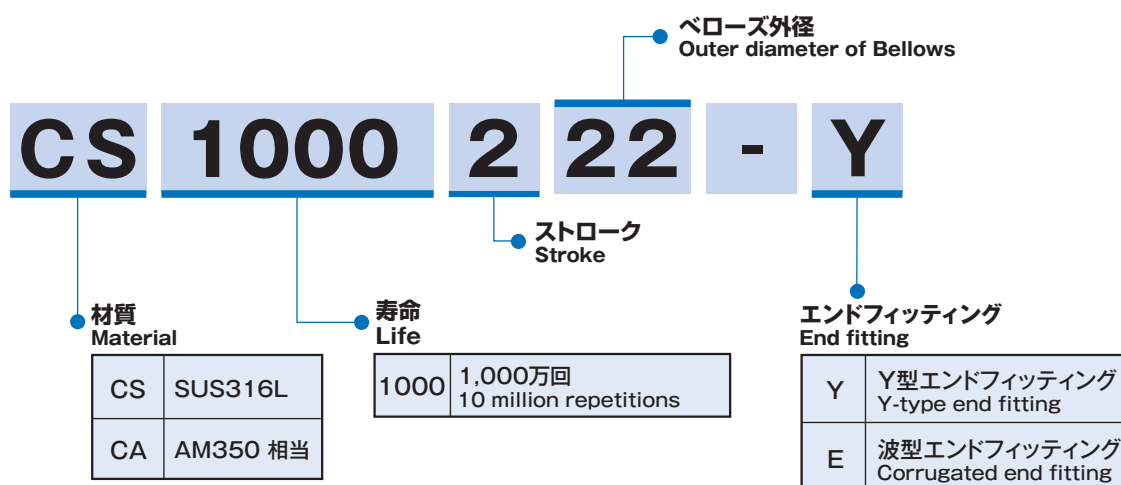 ベローズ外径
Outer diameter of Bellows
CS 1000 2 22 - Y
ストローク
Stroke
材質
Material
CS SUS316L
CA AM350 相当
寿命
Life
1000 1,000万回
10 million repetitions
エンドフィッティング
End fitting
Y Y型エンドフィッティング
Y-type end fitting
E 波型エンドフィッティング
Corrugated end fitting